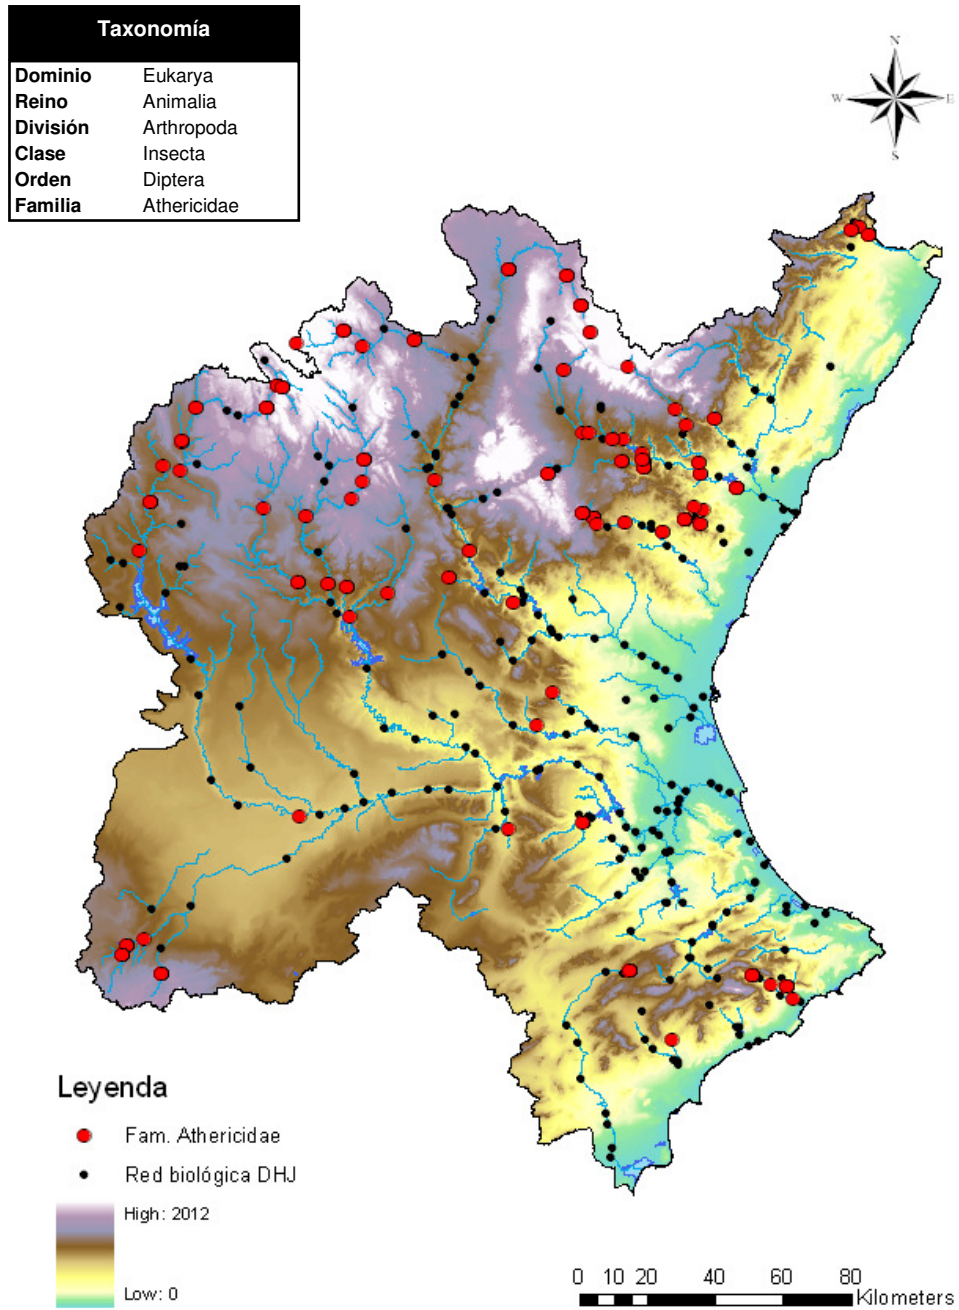 Taxonomía
Dominio Eukarya
Reino Animalia
División Arthropoda
Clase Insecta
Orden Diptera
Familia Athericidae
N
W E
S
Leyenda
Fam. Athericidae
Red biológica DHJ
High: 2012
Low: 0
0 10 20 40 60 80
Kilometers